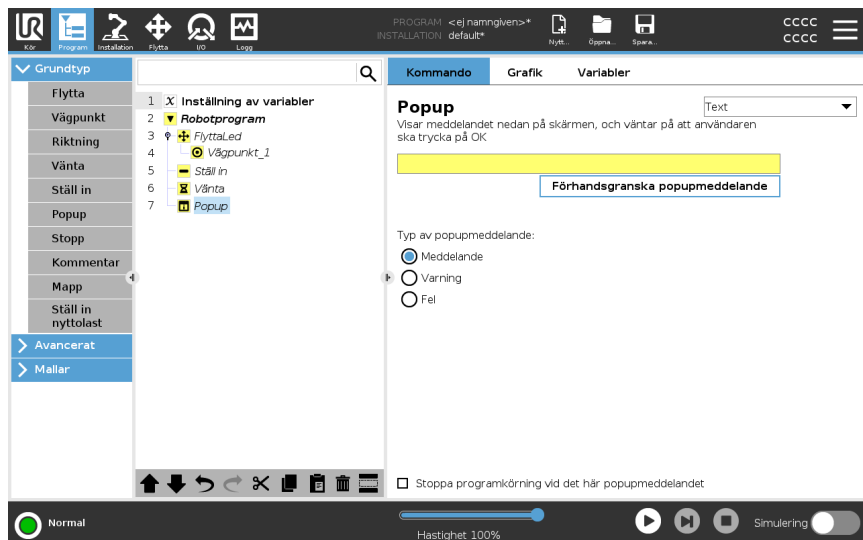 UR
Kör
Program
Installation
Flytta
I/O
Logg
PROGRAM <ej namngiven>*
INSTALLATION default*
Nytt...
Öppna...
Spara...
CCCC
CCCC
Grundtyp
Flytta
Vägpunkt
Riktning
Vänta
Ställ in
Popup
Stopp
Kommentar
Mapp
Ställ in
nyttolast
Avancerat
Mallar
1 X Inställning av variabler
2 Robotprogram
3 FlyttaLed
4 Vägpunkt_1
5 Ställ in
6 Vänta
7 Popup
Kommando
Grafik
Variabler
Popup
Text
Visar meddelandet nedan på skärmen, och väntar på att användaren
ska trycka på OK
Förhandsgranska popupmeddelande
Typ av popupmeddelande:
Meddelande
Varning
Fel
Stoppa programkörning vid det här popupmeddelandet
Normal
Hastighet 100%
Simulering